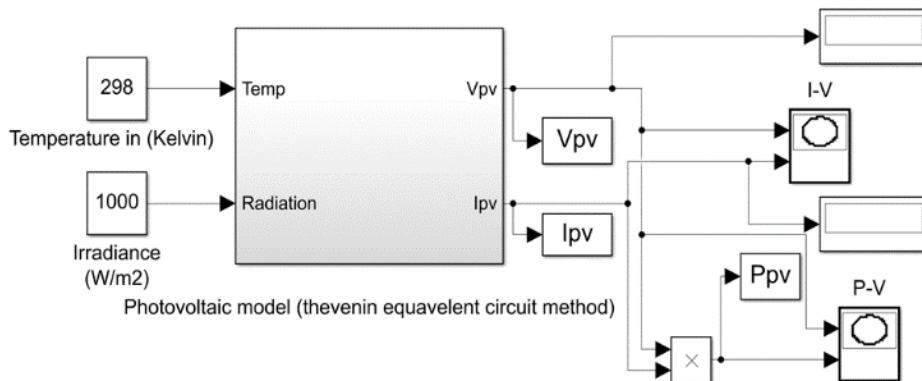 298
Temperature in (Kelvin)
1000
Irradiance
(W/m2)
Temp
Radiation
Vpv
Ipv
Photovoltaic model (thevenin equavelent circuit method)
Vpv
Ipv
I-V
Ppv
P-V
×